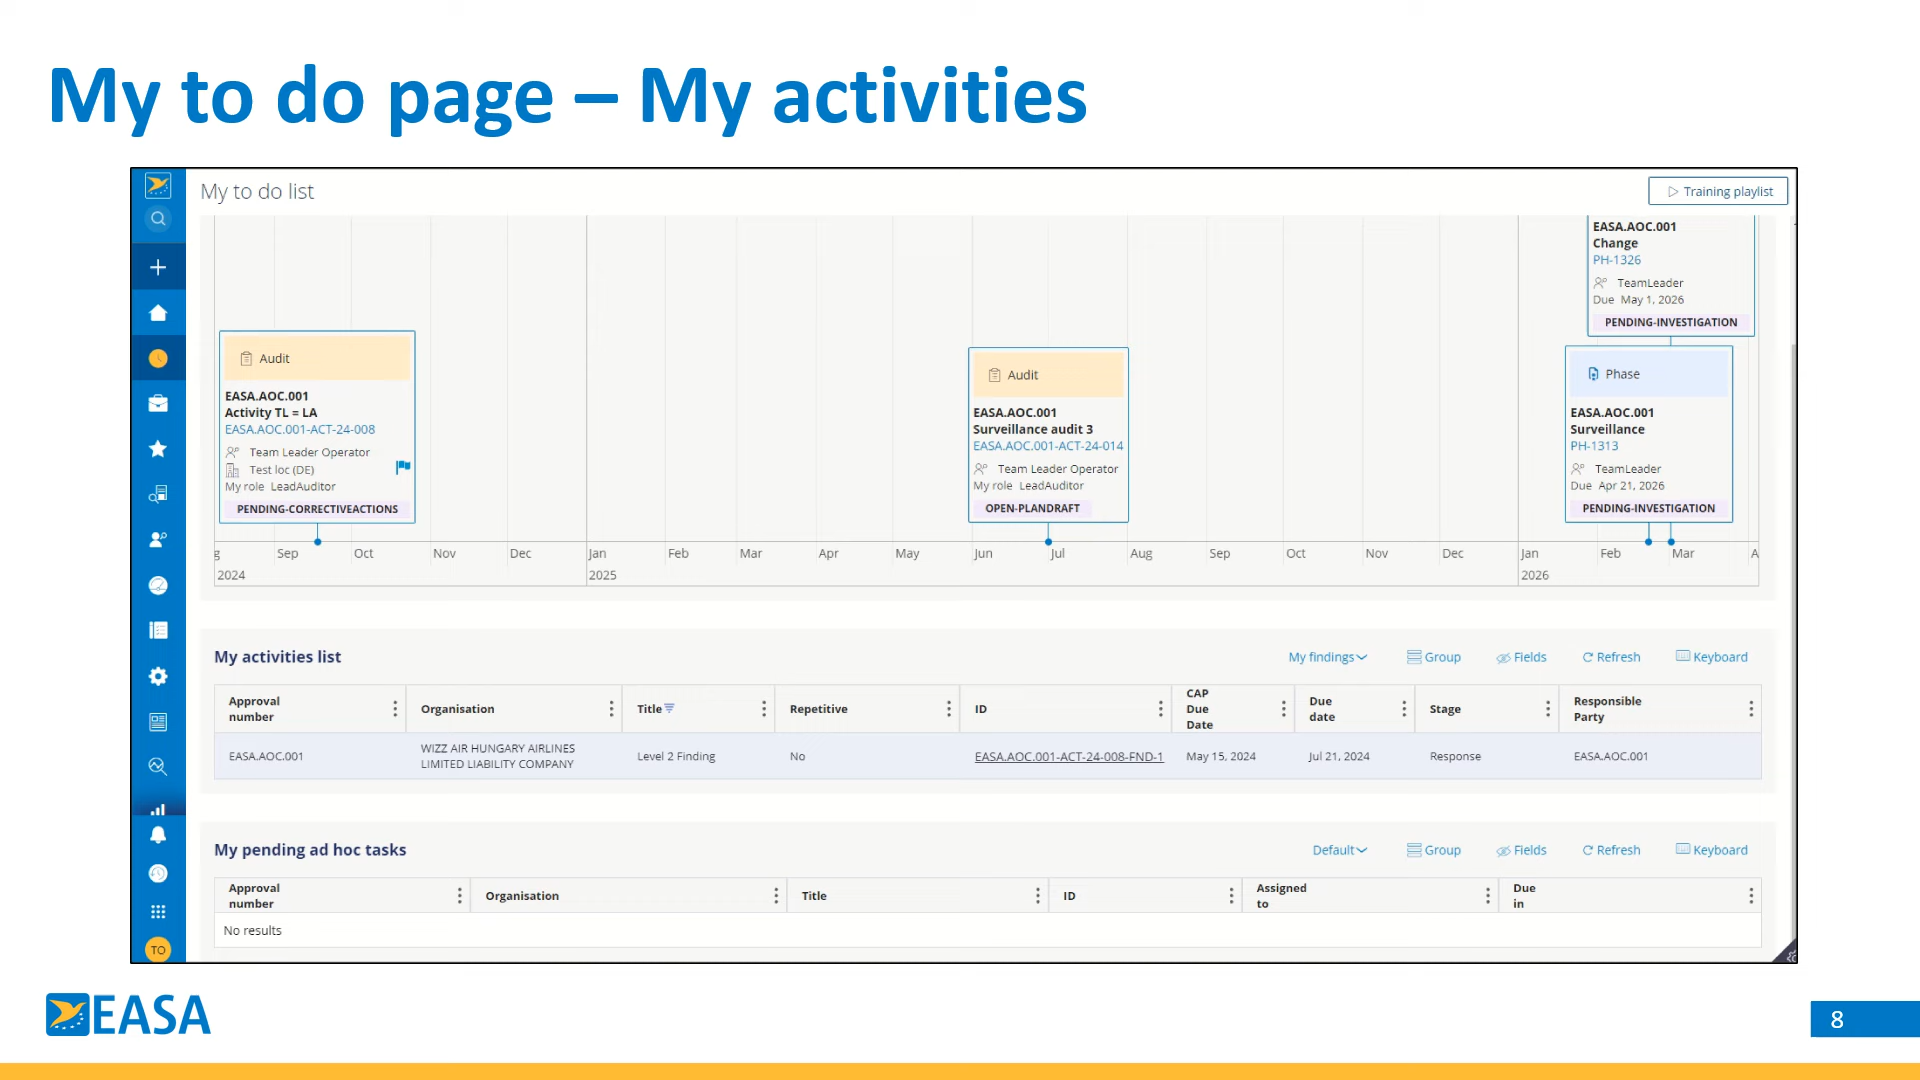 My to do page – My activities
My to do list
Training playlist
EASA.AOC.001
Change
PH-1326
TeamLeader
Due May 1, 2026
PENDING-INVESTIGATION
Audit
EASA.AOC.001
Activity TL = LA
EASA.AOC.001-ACT-24-008
Team Leader Operator
Test loc (DE)
My role LeadAuditor
PENDING-CORRECTIVEACTIONS
Audit
EASA.AOC.001
Surveillance audit 3
EASA.AOC.001-ACT-24-014
Team Leader Operator
My role LeadAuditor
OPEN-PLANDRAFT
Phase
EASA.AOC.001
Surveillance
PH-1313
TeamLeader
Due Apr 21, 2026
PENDING-INVESTIGATION
g Sep Oct Nov Dec Jan Feb Mar Apr May Jun Jul Aug Sep Oct Nov Dec Jan Feb Mar A
2024 2025 2026
My activities list
My findings Group Fields Refresh Keyboard
Approval number Organisation Title Repetitive ID CAP Due Date Due date Stage Responsible Party
EASA.AOC.001 WIZZ AIR HUNGARY AIRLINES LIMITED LIABILITY COMPANY Level 2 Finding No EASA.AOC.001-ACT-24-008-FND-1 May 15, 2024 Jul 21, 2024 Response EASA.AOC.001
My pending ad hoc tasks
Default Group Fields Refresh Keyboard
Approval number Organisation Title ID Assigned to Due in
No results
TO
EASA
8